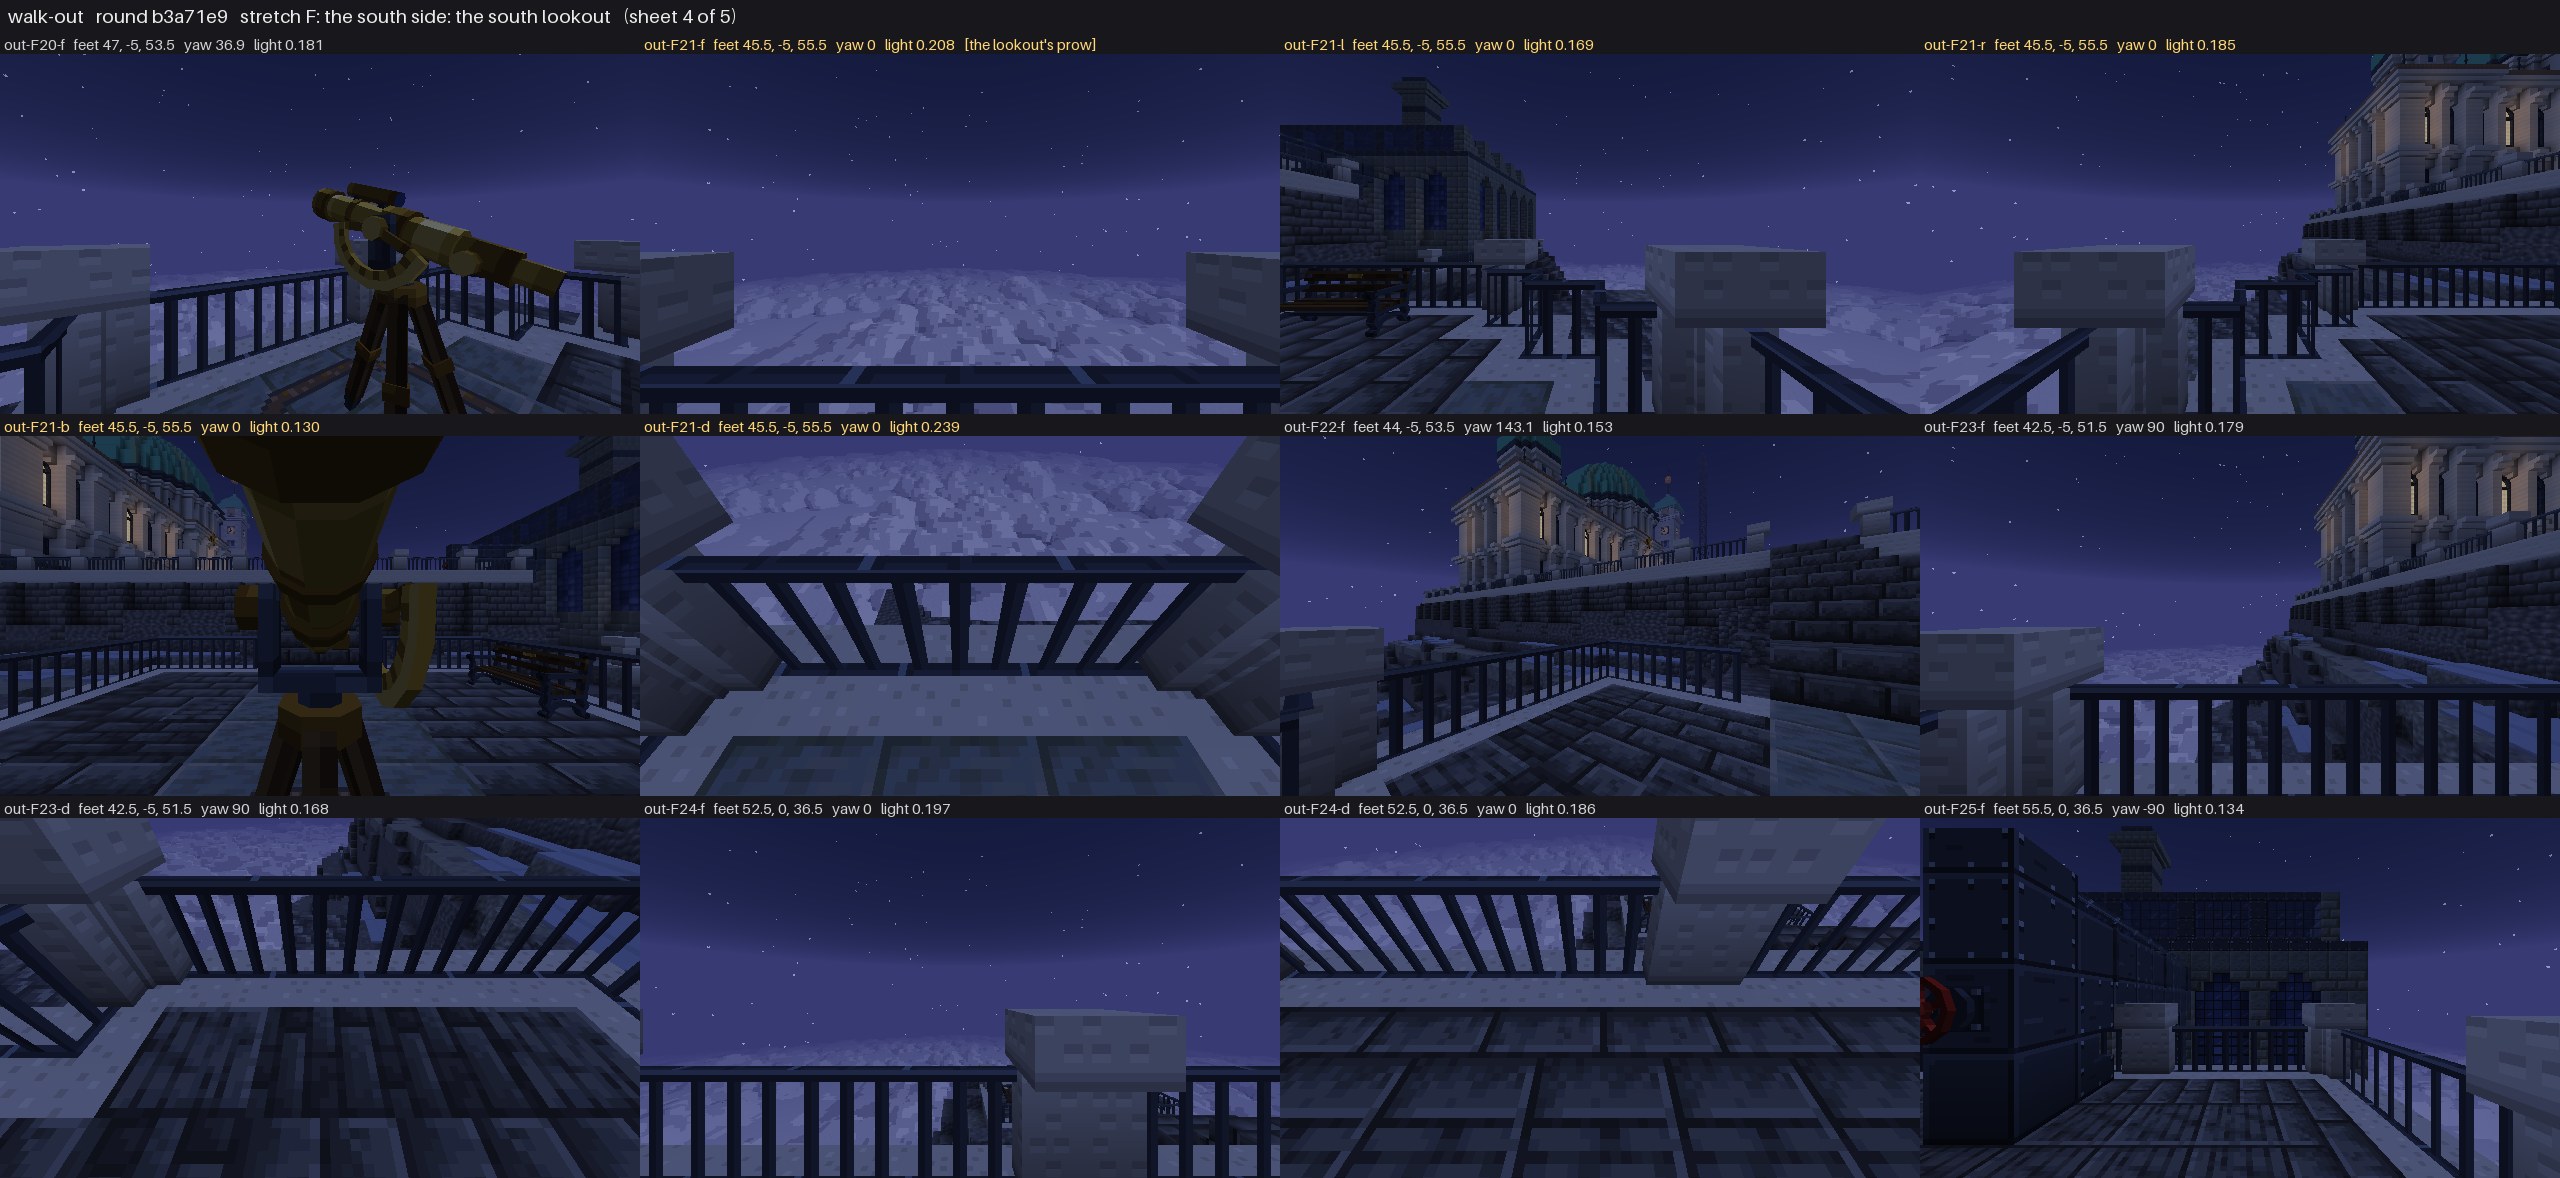 walk-out round b3a71e9 stretch F: the south side: the south lookout (sheet 4 of 5)
out-F20-f feet 47, -5, 53.5 yaw 36.9 light 0.181
out-F21-f feet 45.5, -5, 55.5 yaw 0 light 0.208 [the lookout's prow]
out-F21-l feet 45.5, -5, 55.5 yaw 0 light 0.169
out-F21-r feet 45.5, -5, 55.5 yaw 0 light 0.185
out-F21-b feet 45.5, -5, 55.5 yaw 0 light 0.130
out-F21-d feet 45.5, -5, 55.5 yaw 0 light 0.239
out-F22-f feet 44, -5, 53.5 yaw 143.1 light 0.153
out-F23-f feet 42.5, -5, 51.5 yaw 90 light 0.179
out-F23-d feet 42.5, -5, 51.5 yaw 90 light 0.168
out-F24-f feet 52.5, 0, 36.5 yaw 0 light 0.197
out-F24-d feet 52.5, 0, 36.5 yaw 0 light 0.186
out-F25-f feet 55.5, 0, 36.5 yaw -90 light 0.134